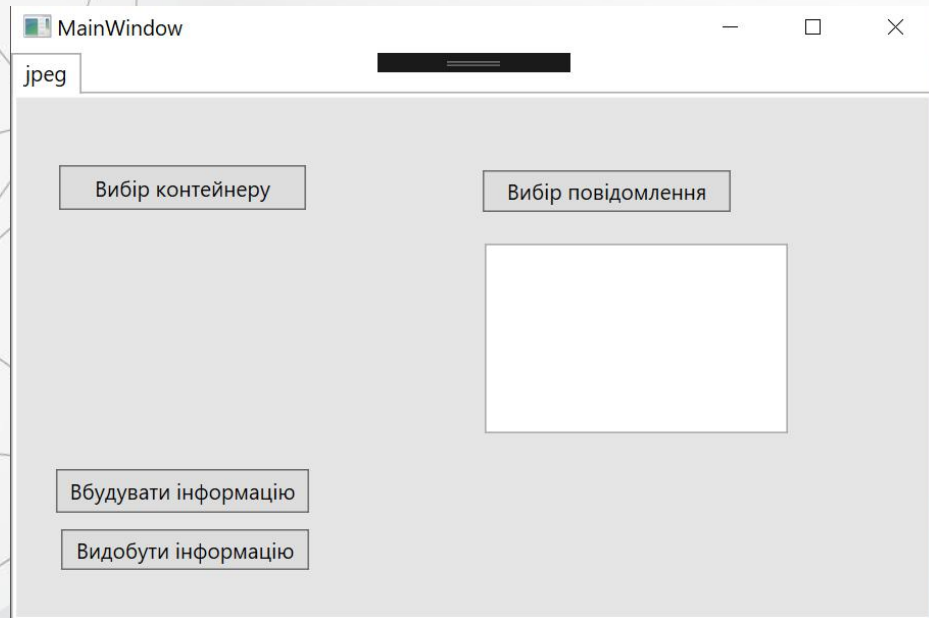 MainWindow
jpeg
Вибір контейнеру
Вибір повідомлення
Вбудувати інформацію
Видобути інформацію